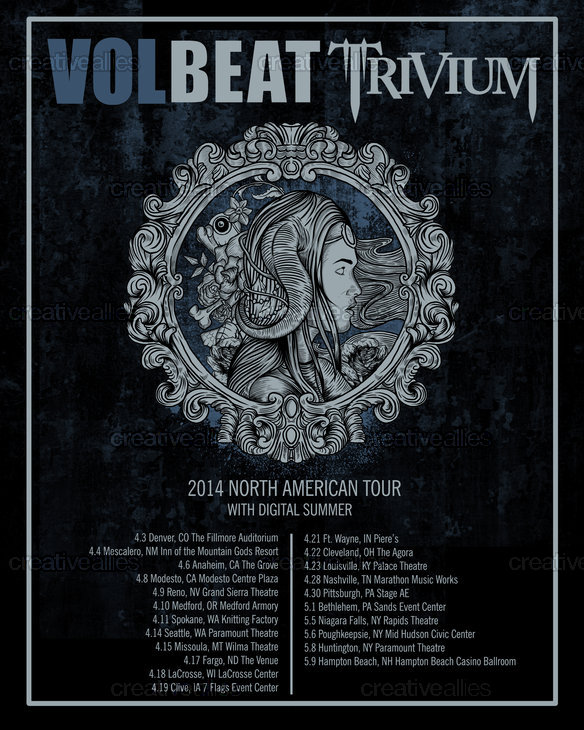 VOLBEAT TRIVIUM
2014 NORTH AMERICAN TOUR
WITH DIGITAL SUMMER
4.3 Denver, CO The Fillmore Auditorium
4.4 Mescalero, NM Inn of the Mountain Gods Resort
4.6 Anaheim, CA The Grove
4.8 Modesto, CA Modesto Centre Plaza
4.9 Reno, NV Grand Sierra Theatre
4.10 Medford, OR Medford Armory
4.11 Spokane, WA Knitting Factory
4.14 Seattle, WA Paramount Theatre
4.15 Missoula, MT Wilma Theatre
4.17 Fargo, ND The Venue
4.18 LaCrosse, WI LaCrosse Center
4.19 Clive, IA 7 Flags Event Center
4.21 Ft. Wayne, IN Piere's
4.22 Cleveland, OH The Agora
4.23 Louisville, KY Palace Theatre
4.28 Nashville, TN Marathon Music Works
4.30 Pittsburgh, PA Stage AE
5.1 Bethlehem, PA Sands Event Center
5.5 Niagara Falls, NY Rapids Theatre
5.6 Poughkeepsie, NY Mid Hudson Civic Center
5.8 Huntington, NY Paramount Theatre
5.9 Hampton Beach, NH Hampton Beach Casino Ballroom
creativeallies